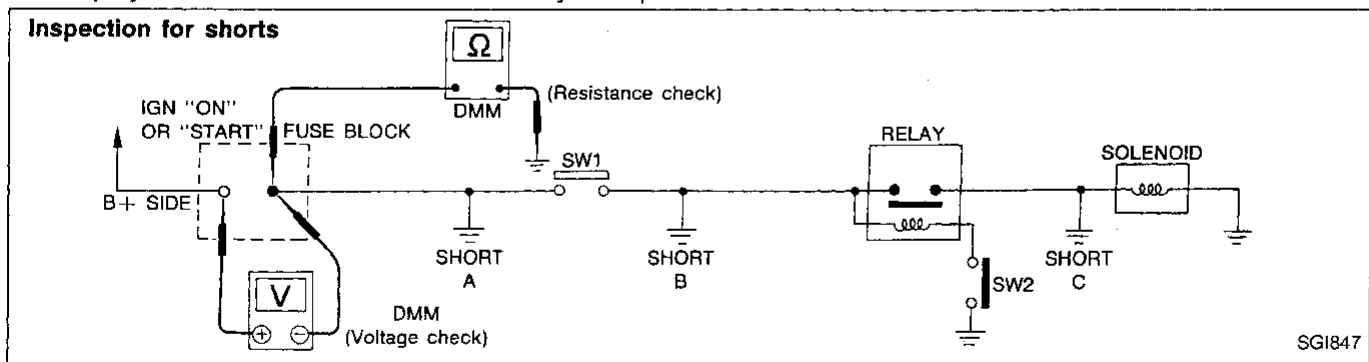 Inspection for shorts
Ω
DMM
(Resistance check)
IGN "ON"
OR "START"
FUSE BLOCK
B+ SIDE
SW1
RELAY
SOLENOID
SHORT
A
SHORT
B
SHORT
C
SW2
V
+ −
DMM
(Voltage check)
SGI847